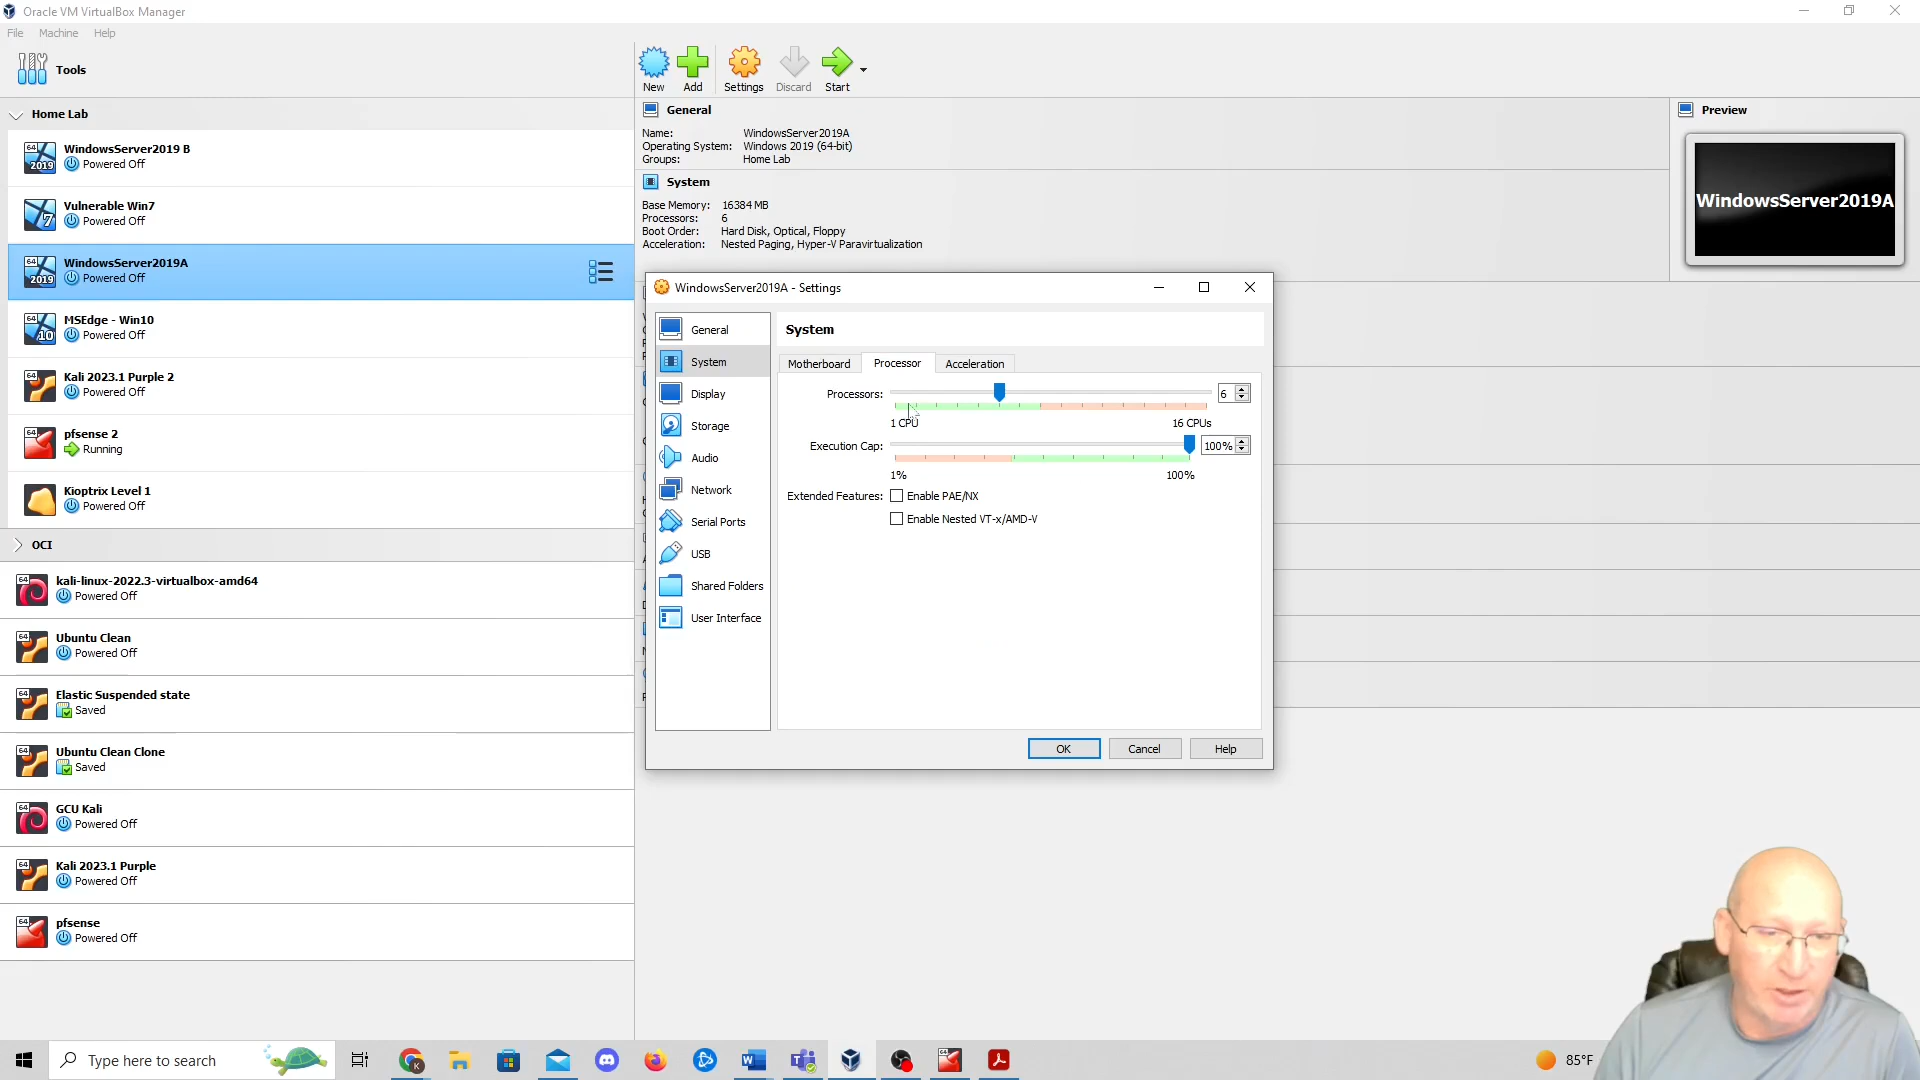 Oracle VM VirtualBox Manager
File Machine Help
Tools
New Add Settings Discard Start
Home Lab
WindowsServer2019 B
Powered Off
Vulnerable Win7
Powered Off
WindowsServer2019A
Powered Off
MSEdge - Win10
Powered Off
Kali 2023.1 Purple 2
Powered Off
pfsense 2
Running
Kioptrix Level 1
Powered Off
OCI
kali-linux-2022.3-virtualbox-amd64
Powered Off
Ubuntu Clean
Powered Off
Elastic Suspended state
Saved
Ubuntu Clean Clone
Saved
GCU Kali
Powered Off
Kali 2023.1 Purple
Powered Off
pfsense
Powered Off
General
Name: WindowsServer2019A
Operating System: Windows 2019 (64-bit)
Groups: Home Lab
System
Base Memory: 16384 MB
Processors: 6
Boot Order: Hard Disk, Optical, Floppy
Acceleration: Nested Paging, Hyper-V Paravirtualization
Preview
WindowsServer2019A
WindowsServer2019A - Settings
General
System
Display
Storage
Audio
Network
Serial Ports
USB
Shared Folders
User Interface
System
Motherboard Processor Acceleration
Processors: 6
1 CPU 16 CPUs
Execution Cap: 100%
1% 100%
Extended Features: Enable PAE/NX
Enable Nested VT-x/AMD-V
OK Cancel Help
Type here to search
85°F